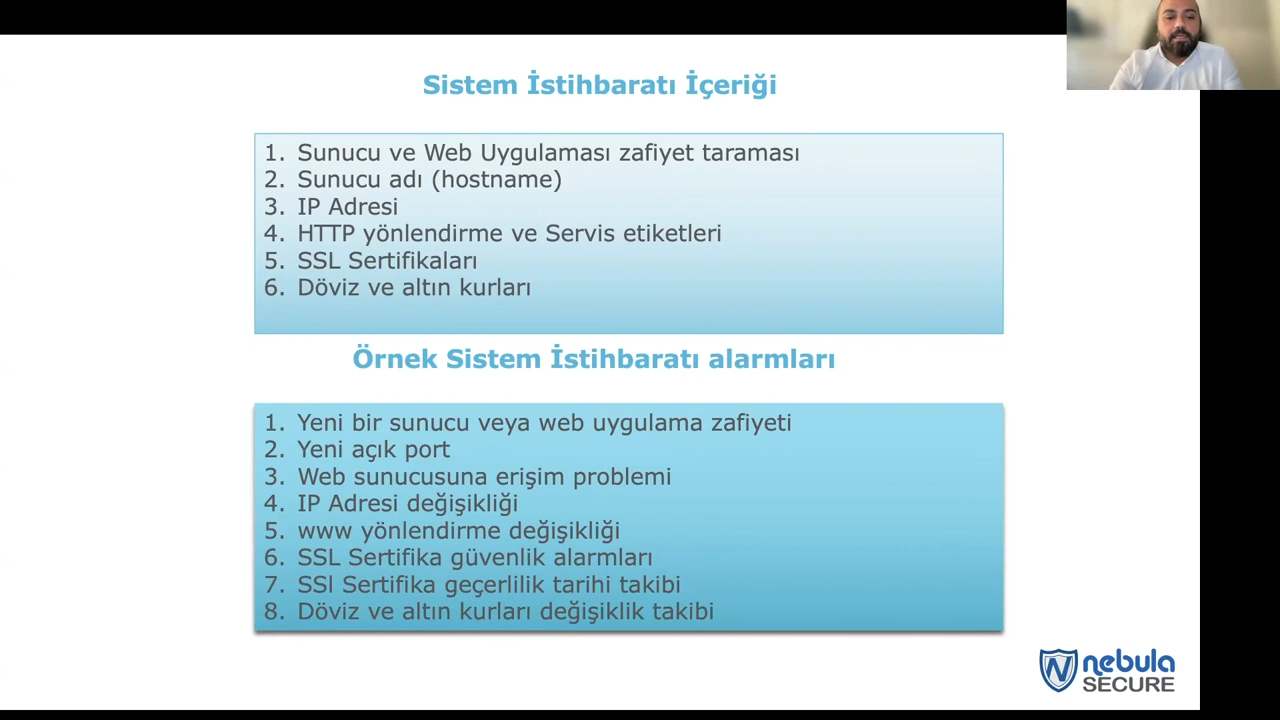 Sistem İstihbaratı İçeriği
1. Sunucu ve Web Uygulaması zafiyet taraması
2. Sunucu adı (hostname)
3. IP Adresi
4. HTTP yönlendirme ve Servis etiketleri
5. SSL Sertifikaları
6. Döviz ve altın kurları
Örnek Sistem İstihbaratı alarmları
1. Yeni bir sunucu veya web uygulama zafiyeti
2. Yeni açık port
3. Web sunucusuna erişim problemi
4. IP Adresi değişikliği
5. www yönlendirme değişikliği
6. SSL Sertifika güvenlik alarmları
7. SSl Sertifika geçerlilik tarihi takibi
8. Döviz ve altın kurları değişiklik takibi
N nebula
SECURE